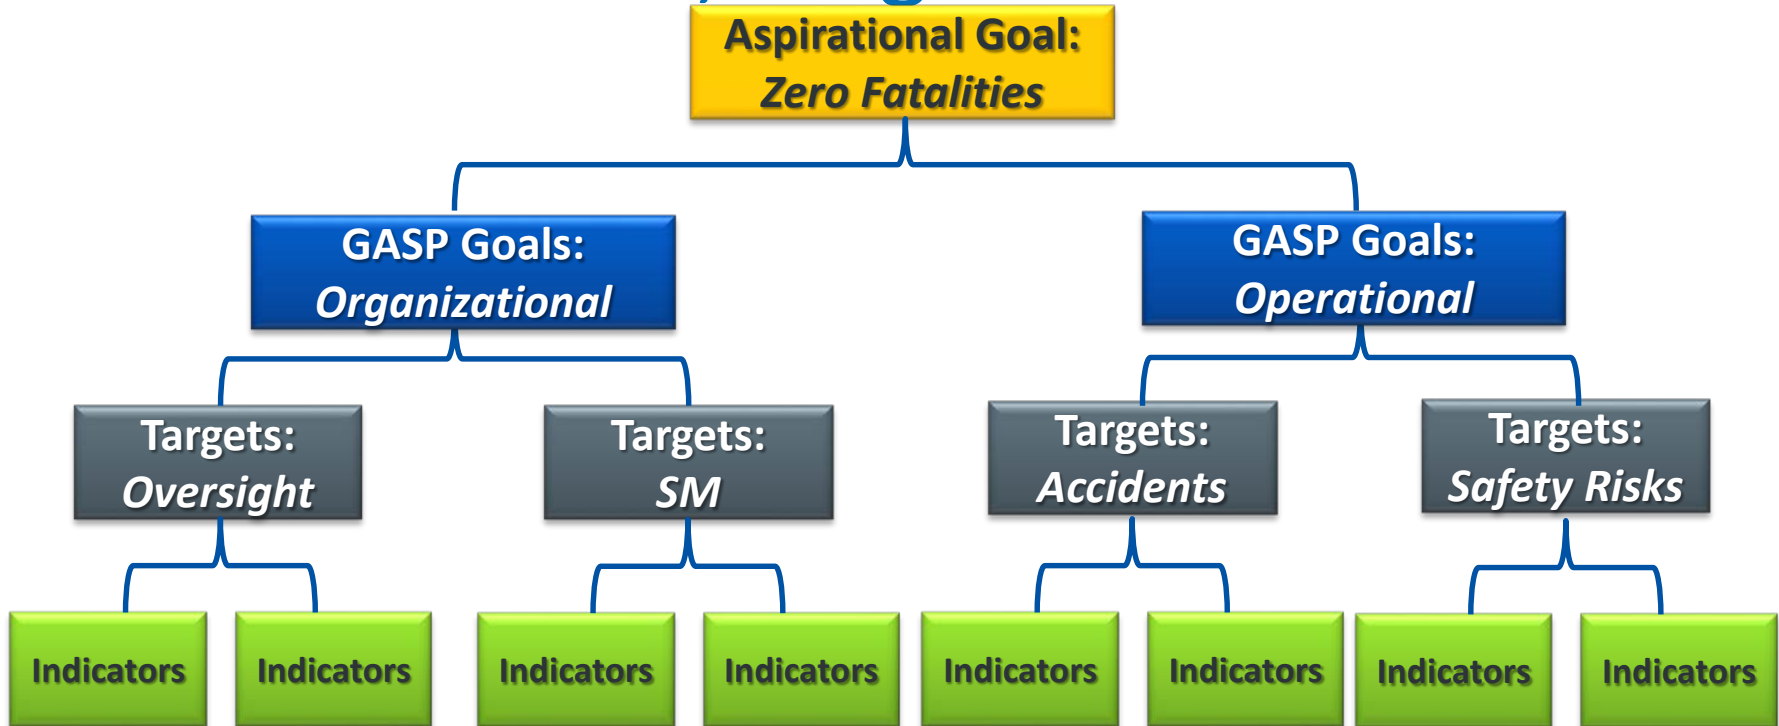 Aspirational Goal:
Zero Fatalities
GASP Goals:
Organizational
GASP Goals:
Operational
Targets:
Oversight
Targets:
SM
Targets:
Accidents
Targets:
Safety Risks
Indicators
Indicators
Indicators
Indicators
Indicators
Indicators
Indicators
Indicators